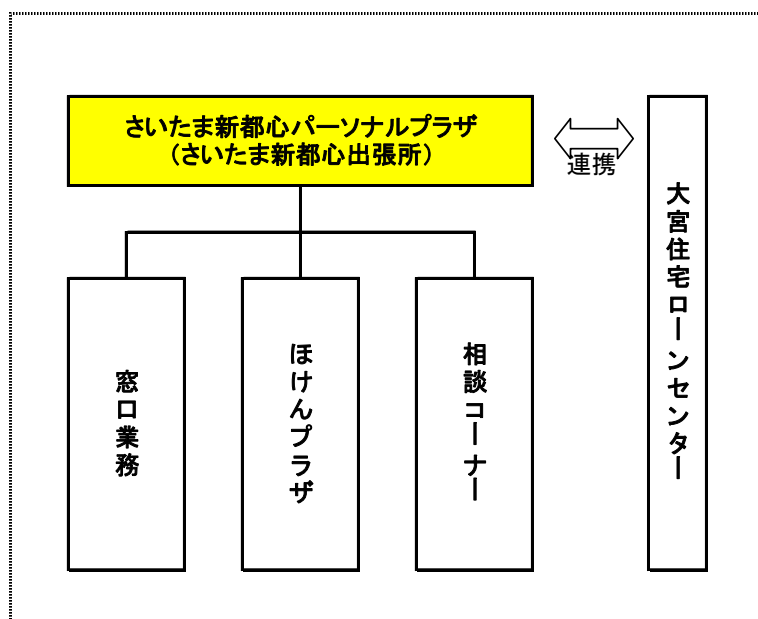 さいたま新都心パーソナルプラザ
（さいたま新都心出張所）
連携
大宮住宅ローンセンター
窓口業務
ほけんプラザ
相談コーナー